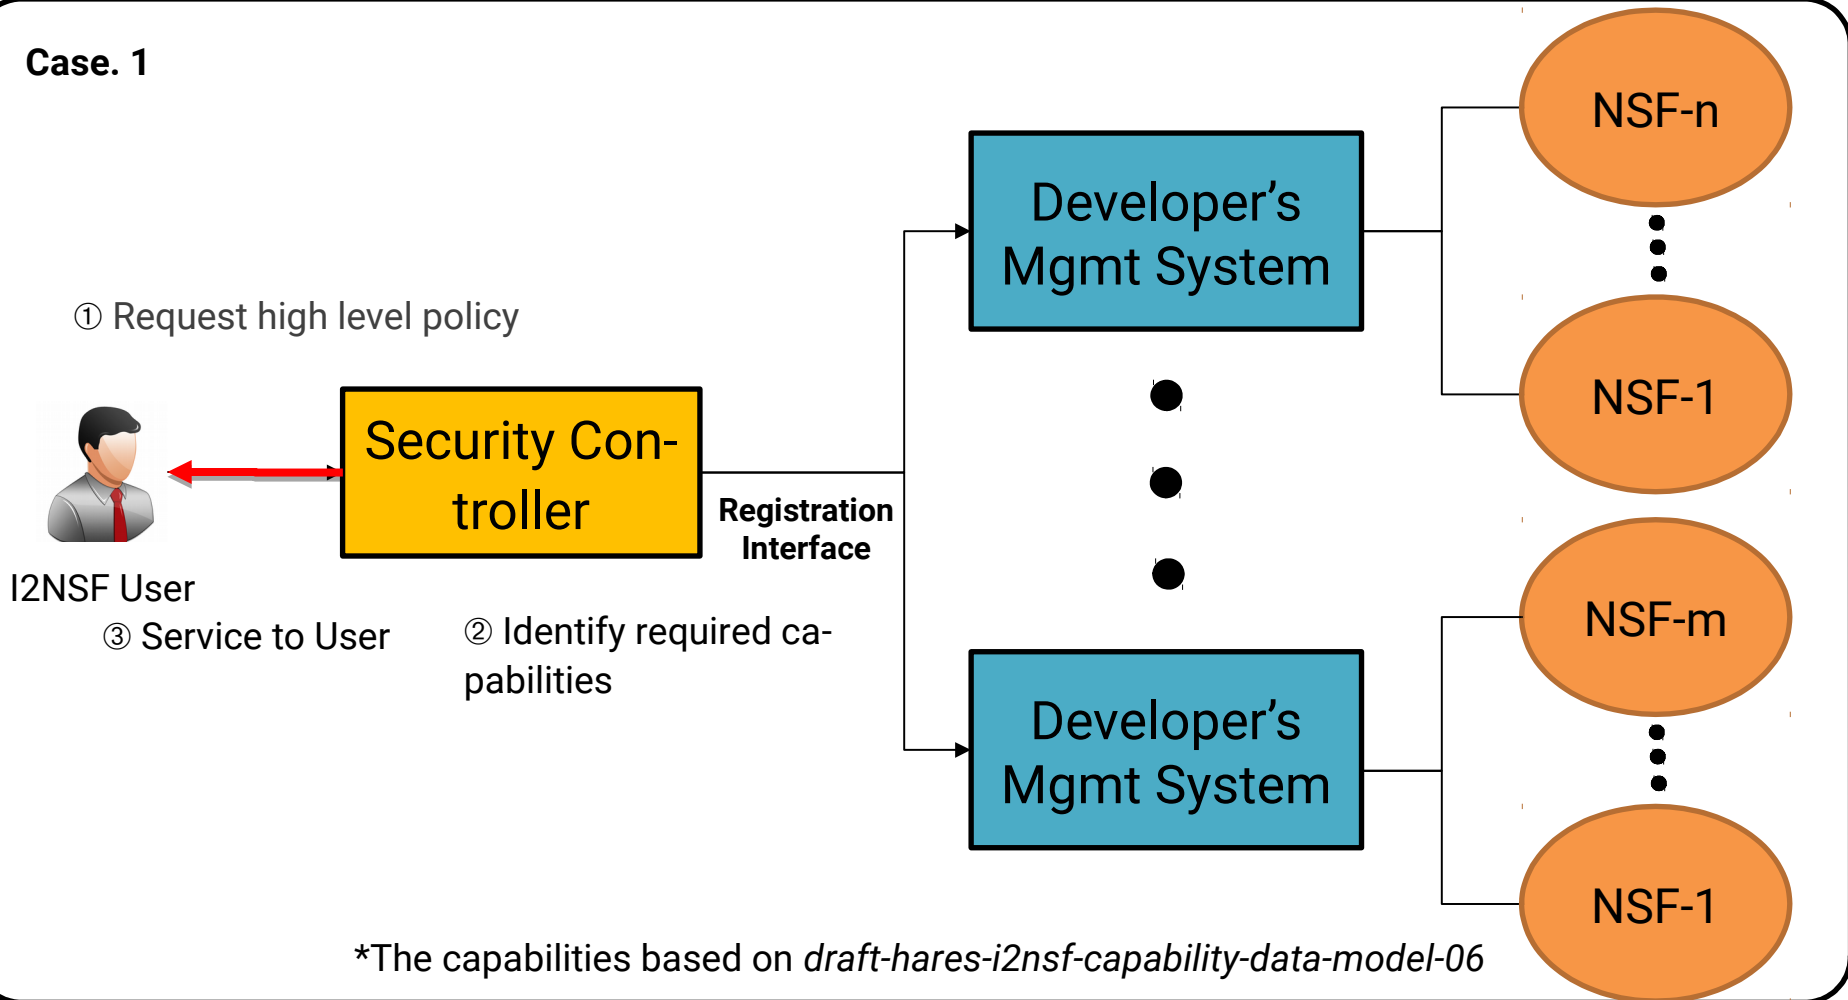 Case. 1
NSF-n
Developer’s
Mgmt System
① Request high level policy
NSF-1
Security Con-
troller
Registration
Interface
I2NSF User
③ Service to User
② Identify required ca-
pabilities
NSF-m
Developer’s
Mgmt System
NSF-1
*The capabilities based on draft-hares-i2nsf-capability-data-model-06